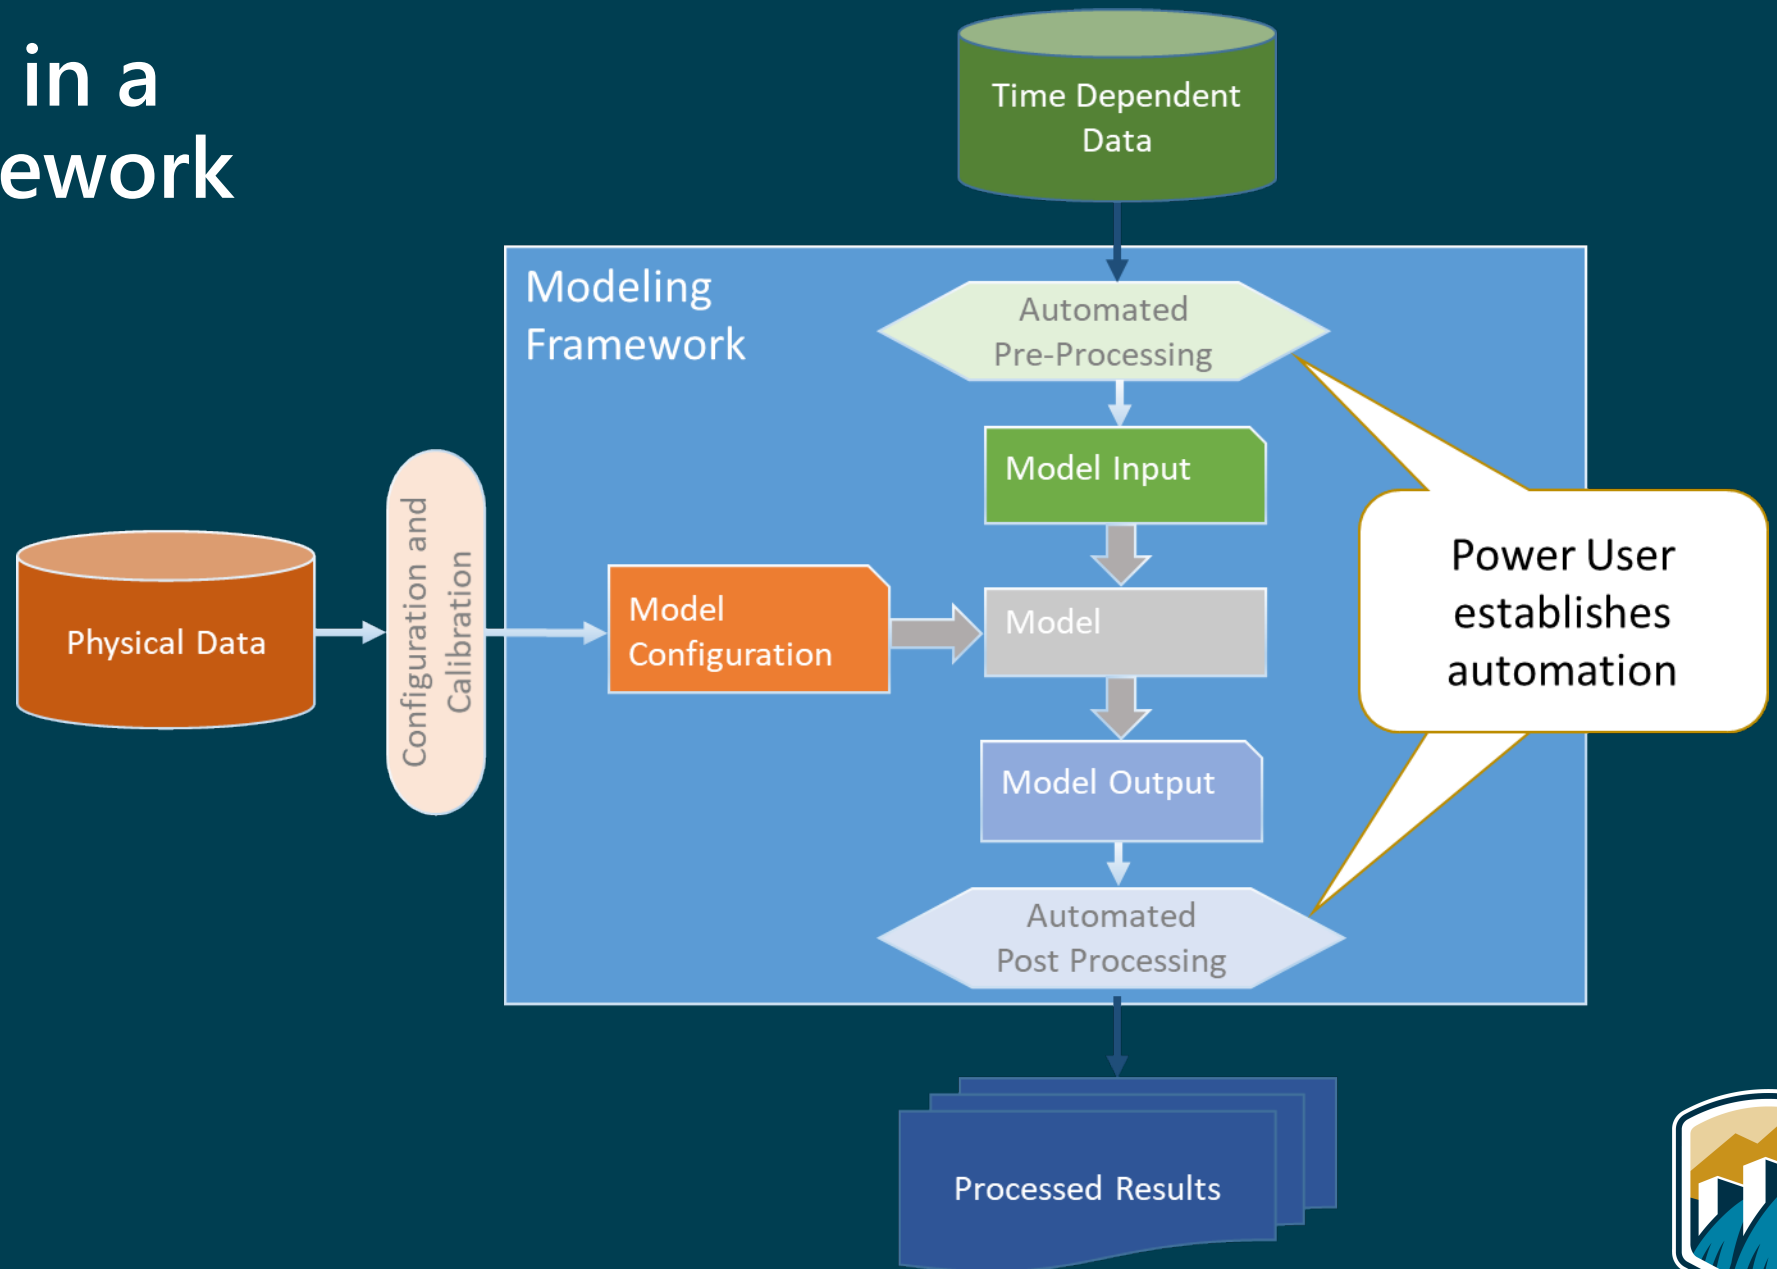 in a
ework
Time Dependent
Data
Modeling
Framework
Automated
Pre-Processing
Model Input
Power User
establishes
automation
Configuration and
Calibration
Physical Data
Model
Configuration
Model
Model Output
Automated
Post Processing
Processed Results